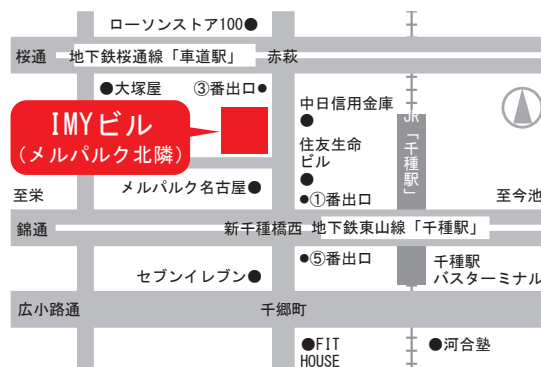 ローソンストア100●
桜通
地下鉄桜通線「車道駅」
赤萩
●大塚屋
③番出口●
中日信用金庫
●
IMYビル
(メルパルク北隣)
住友生命
ビル
●
JR「千種駅」
メルパルク名古屋●
●①番出口
至栄
至今池
錦通
新千種橋西
地下鉄東山線「千種駅」
●⑤番出口
千種駅
バスターミナル
セブンイレブン●
広小路通
千郷町
●FIT
HOUSE
●河合塾